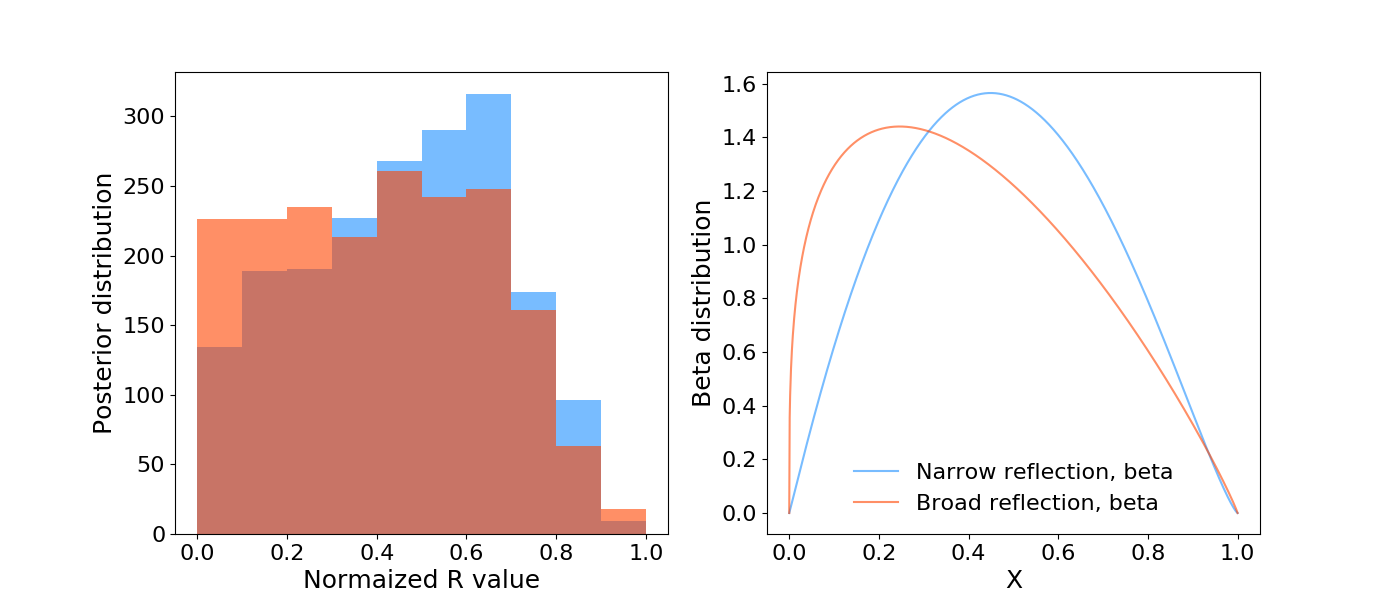 Posterior distribution
300
250
200
150
100
50
0
0.0 0.2 0.4 0.6 0.8 1.0
Normaized R value
Beta distribution
1.6
1.4
1.2
1.0
0.8
0.6
0.4
0.2
0.0
Narrow reflection, beta
Broad reflection, beta
0.0 0.2 0.4 0.6 0.8 1.0
X